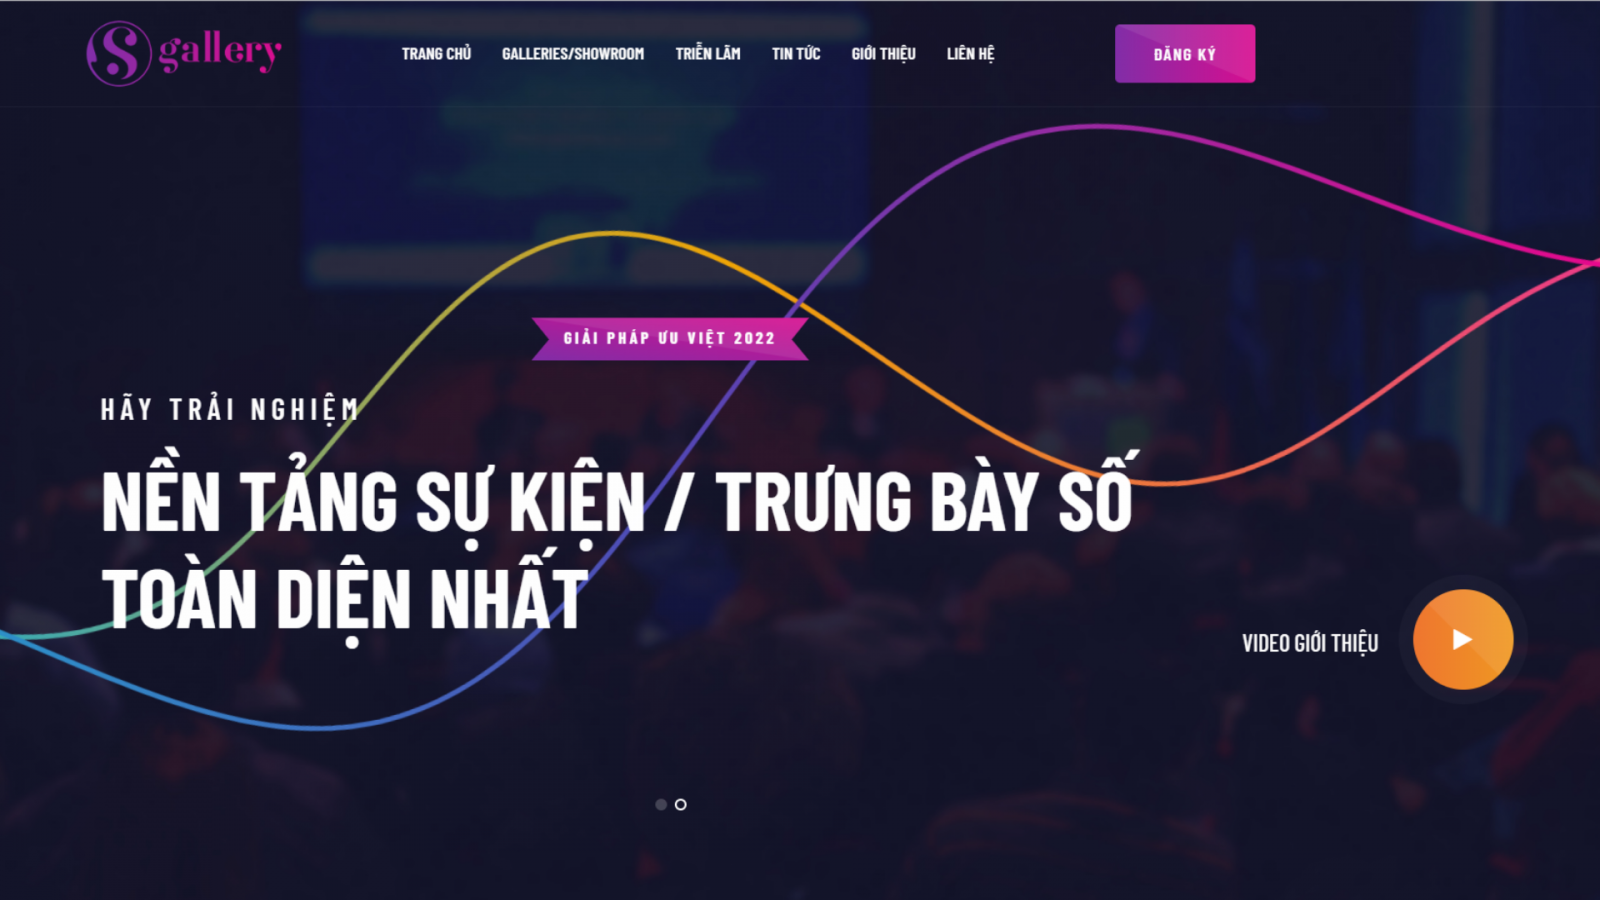 S gallery
TRANG CHỦ GALLERIES/SHOWROOM TRIỂN LÃM TIN TỨC GIỚI THIỆU LIÊN HỆ ĐĂNG KÝ
GIẢI PHÁP ƯU VIỆT 2022
HÃY TRẢI NGHIỆM
NỀN TẢNG SỰ KIỆN / TRƯNG BÀY SỐ
TOÀN DIỆN NHẤT
VIDEO GIỚI THIỆU